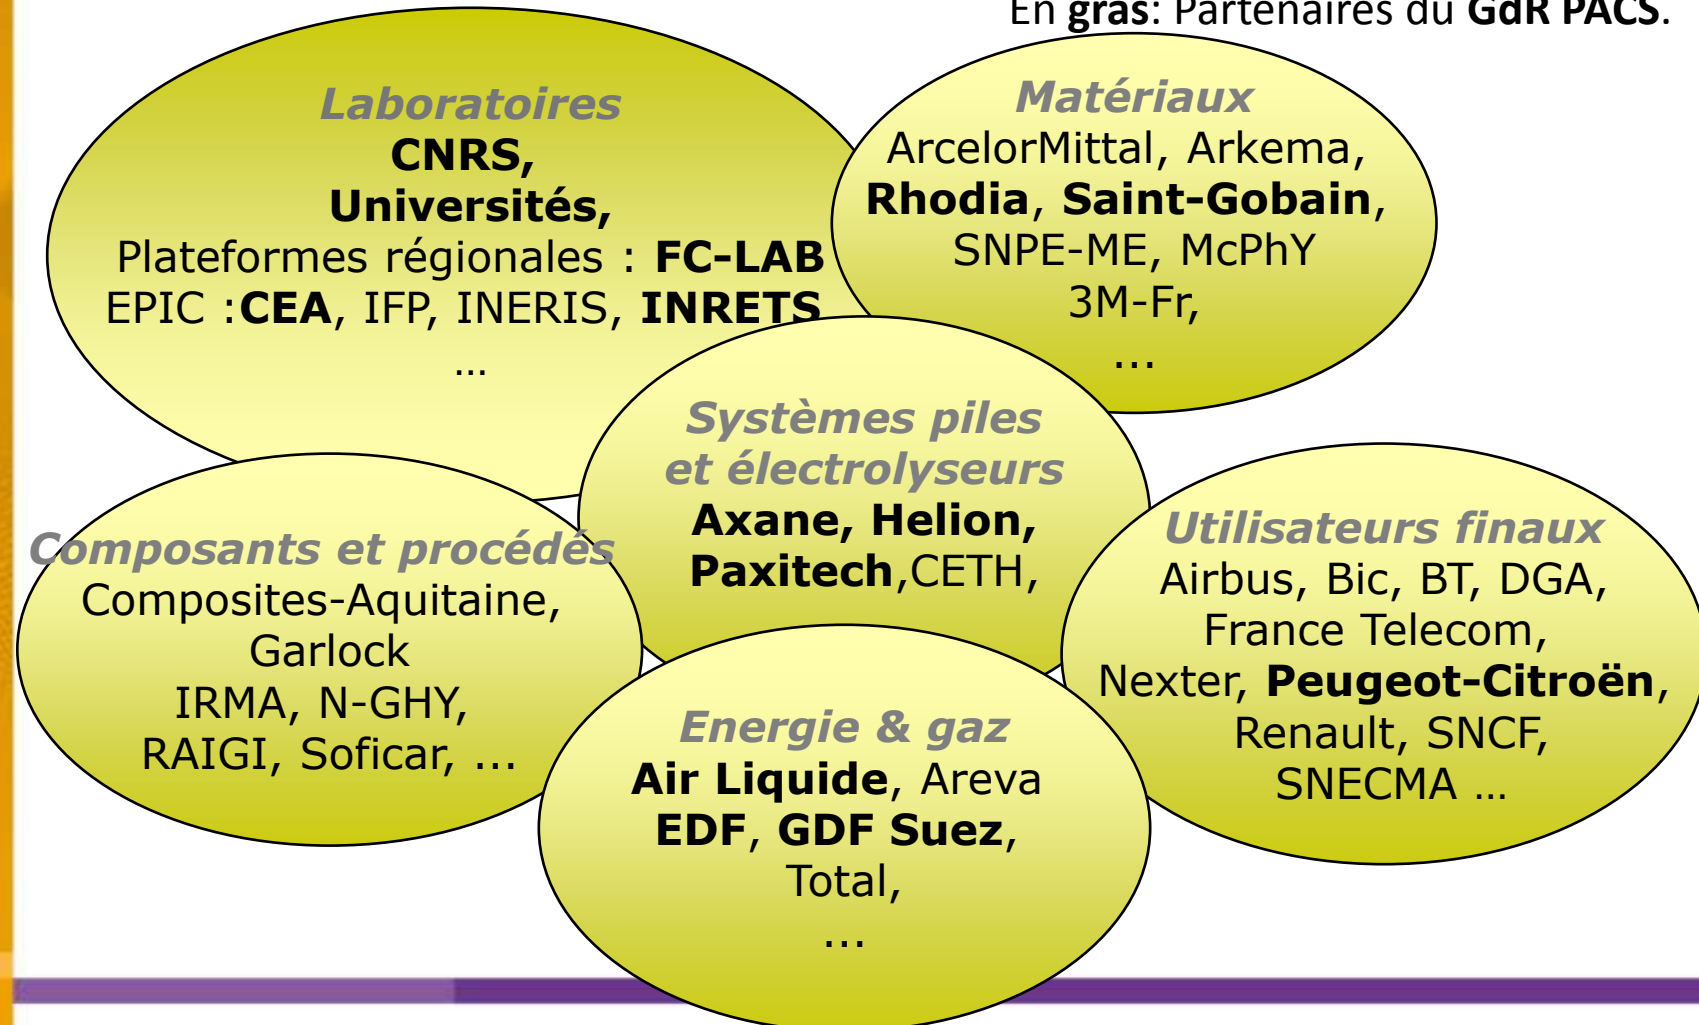 En gras: Partenaires du GdR PACS.
Laboratoires
CNRS,
Universités,
Plateformes régionales : FC-LAB
EPIC :CEA, IFP, INERIS, INRETS
...
Matériaux
ArcelorMittal, Arkema,
Rhodia, Saint-Gobain,
SNPE-ME, McPhY
3M-Fr,
...
Systèmes piles
et électrolyseurs
Axane, Helion,
Paxitech,CETH,
Composants et procédés
Composites-Aquitaine,
Garlock
IRMA, N-GHY,
RAIGI, Soficar, ...
Utilisateurs finaux
Airbus, Bic, BT, DGA,
France Telecom,
Nexter, Peugeot-Citroën,
Renault, SNCF,
SNECMA ...
Energie & gaz
Air Liquide, Areva
EDF, GDF Suez,
Total,
...